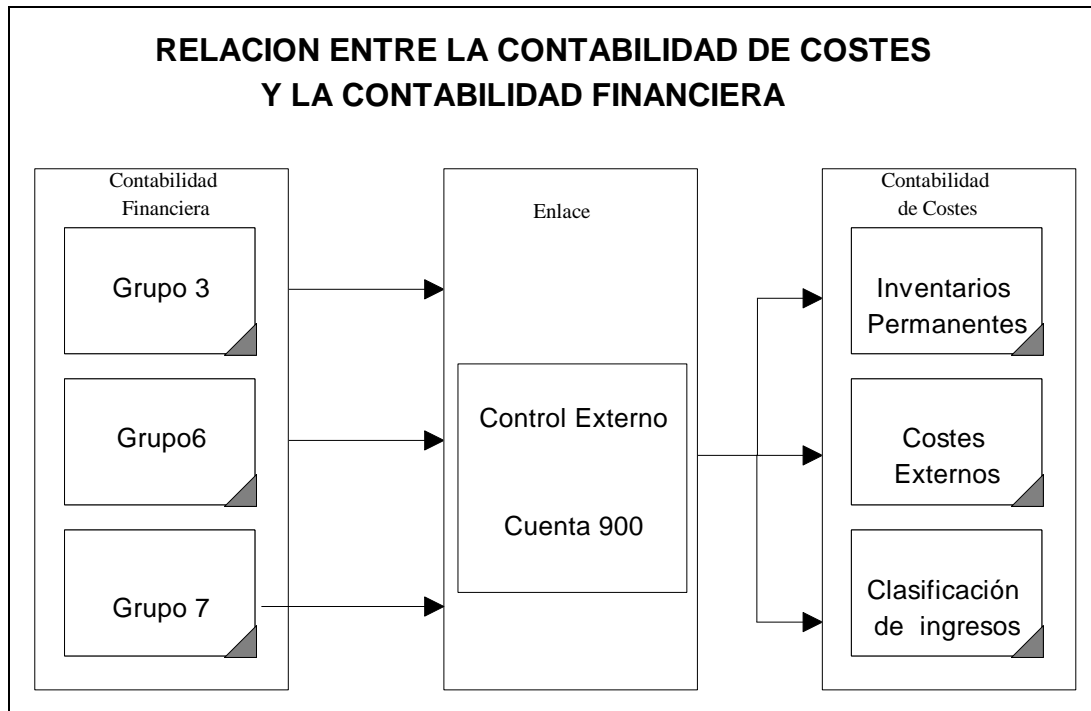 RELACION ENTRE LA CONTABILIDAD DE COSTES
Y LA CONTABILIDAD FINANCIERA
Contabilidad
Financiera
Grupo 3
Grupo6
Grupo 7
Enlace
Control Externo
Cuenta 900
Contabilidad
de Costes
Inventarios
Permanentes
Costes
Externos
Clasificación
de ingresos